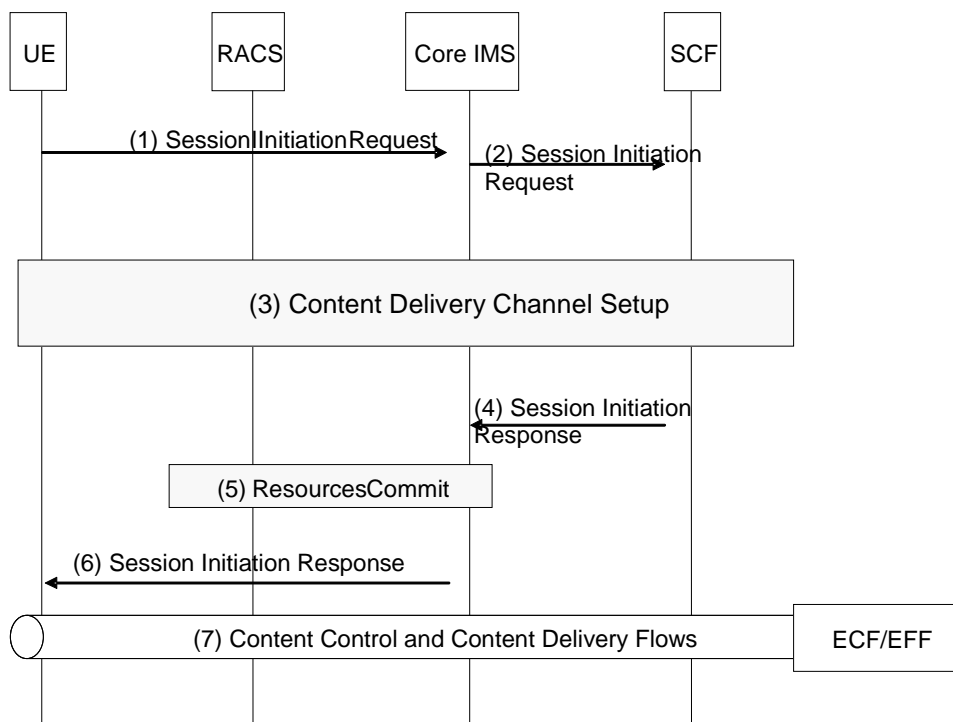 UE
RACS
Core IMS
SCF
(1) SessionIInitiationRequest
(2) Session Initiation
Request
(3) Content Delivery Channel Setup
(4) Session Initiation
Response
(5) ResourcesCommit
(6) Session Initiation Response
(7) Content Control and Content Delivery Flows
ECF/EFF